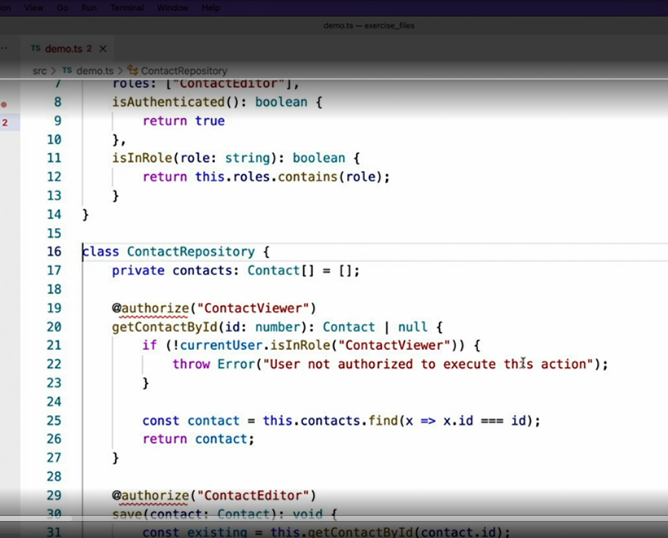 View Go Run Terminal Window Help
demo.ts — exercise_files
TS demo.ts 2 ×
src > TS demo.ts > ContactRepository
7 roles: ["ContactEditor"],
8 isAuthenticated(): boolean {
9 return true
10 },
11 isInRole(role: string): boolean {
12 return this.roles.contains(role);
13 }
14 }
15
16 class ContactRepository {
17 private contacts: Contact[] = [];
18
19 @authorize("ContactViewer")
20 getContactById(id: number): Contact | null {
21 if (!currentUser.isInRole("ContactViewer")) {
22 throw Error("User not authorized to execute this action");
23 }
24
25 const contact = this.contacts.find(x => x.id === id);
26 return contact;
27 }
28
29 @authorize("ContactEditor")
30 save(contact: Contact): void {
31 const existing = this.getContactById(contact.id);
2